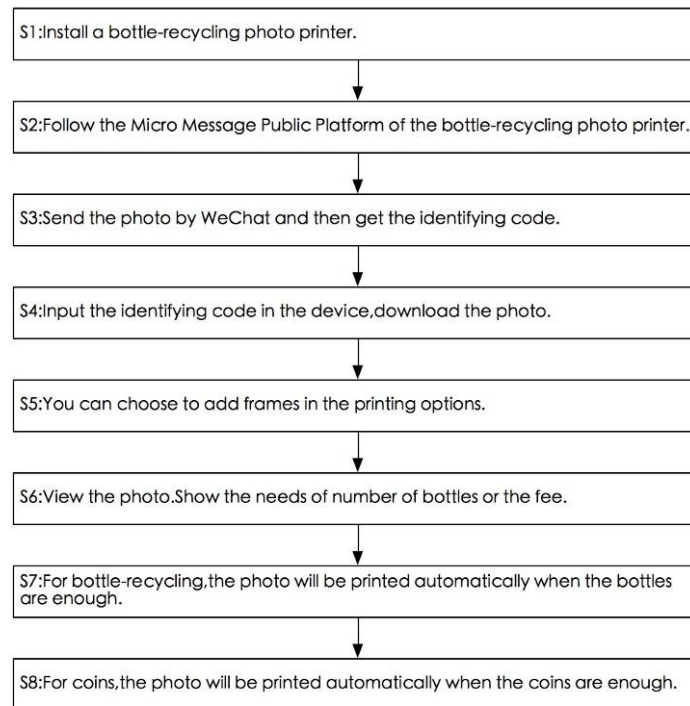 S1:Install a bottle-recycling photo printer.
S2:Follow the Micro Message Public Platform of the bottle-recycling photo printer.
S3:Send the photo by WeChat and then get the identifying code.
S4:Input the identifying code in the device,download the photo.
S5:You can choose to add frames in the printing options.
S6:View the photo.Show the needs of number of bottles or the fee.
S7:For bottle-recycling,the photo will be printed automatically when the bottles
are enough.
S8:For coins,the photo will be printed automatically when the coins are enough.